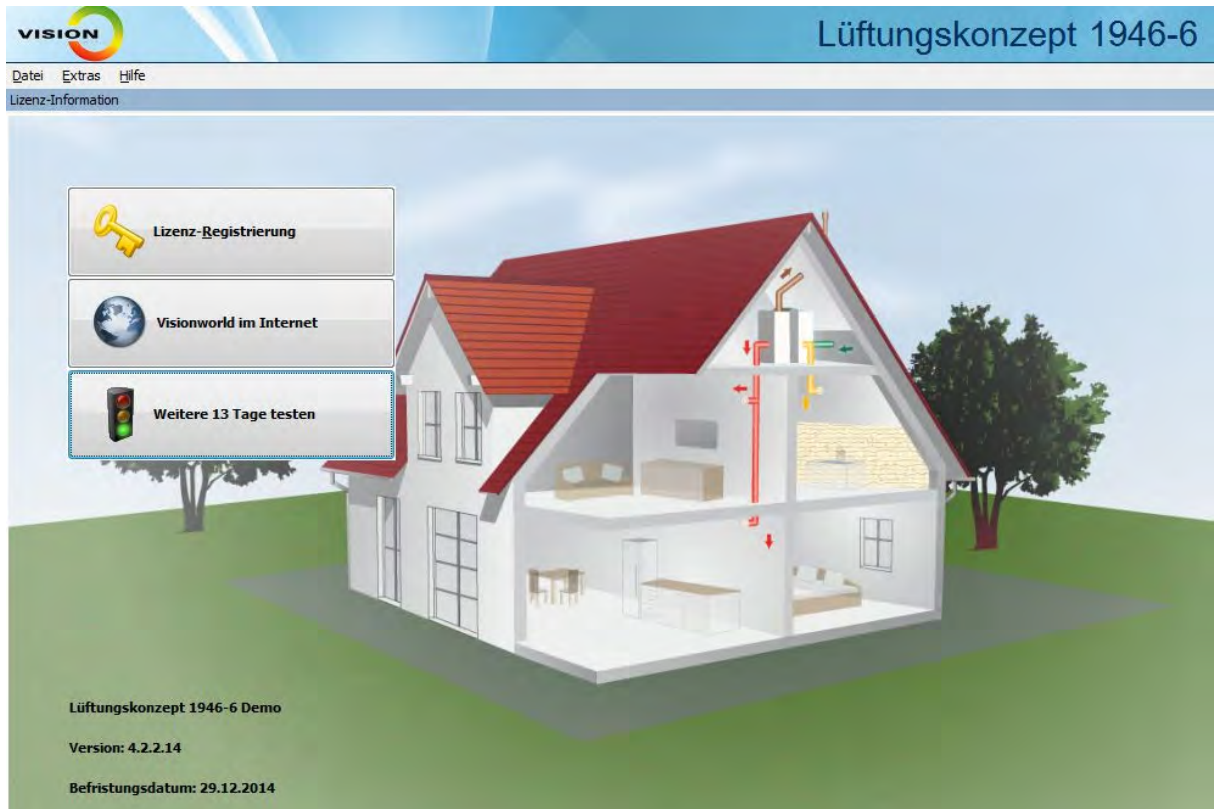 VISION
Lüftungskonzept 1946-6
Datei Extras Hilfe
Lizenz-Information
Lizenz-Registrierung
Visionworld im Internet
Weitere 13 Tage testen
Lüftungskonzept 1946-6 Demo
Version: 4.2.2.14
Befristungsdatum: 29.12.2014